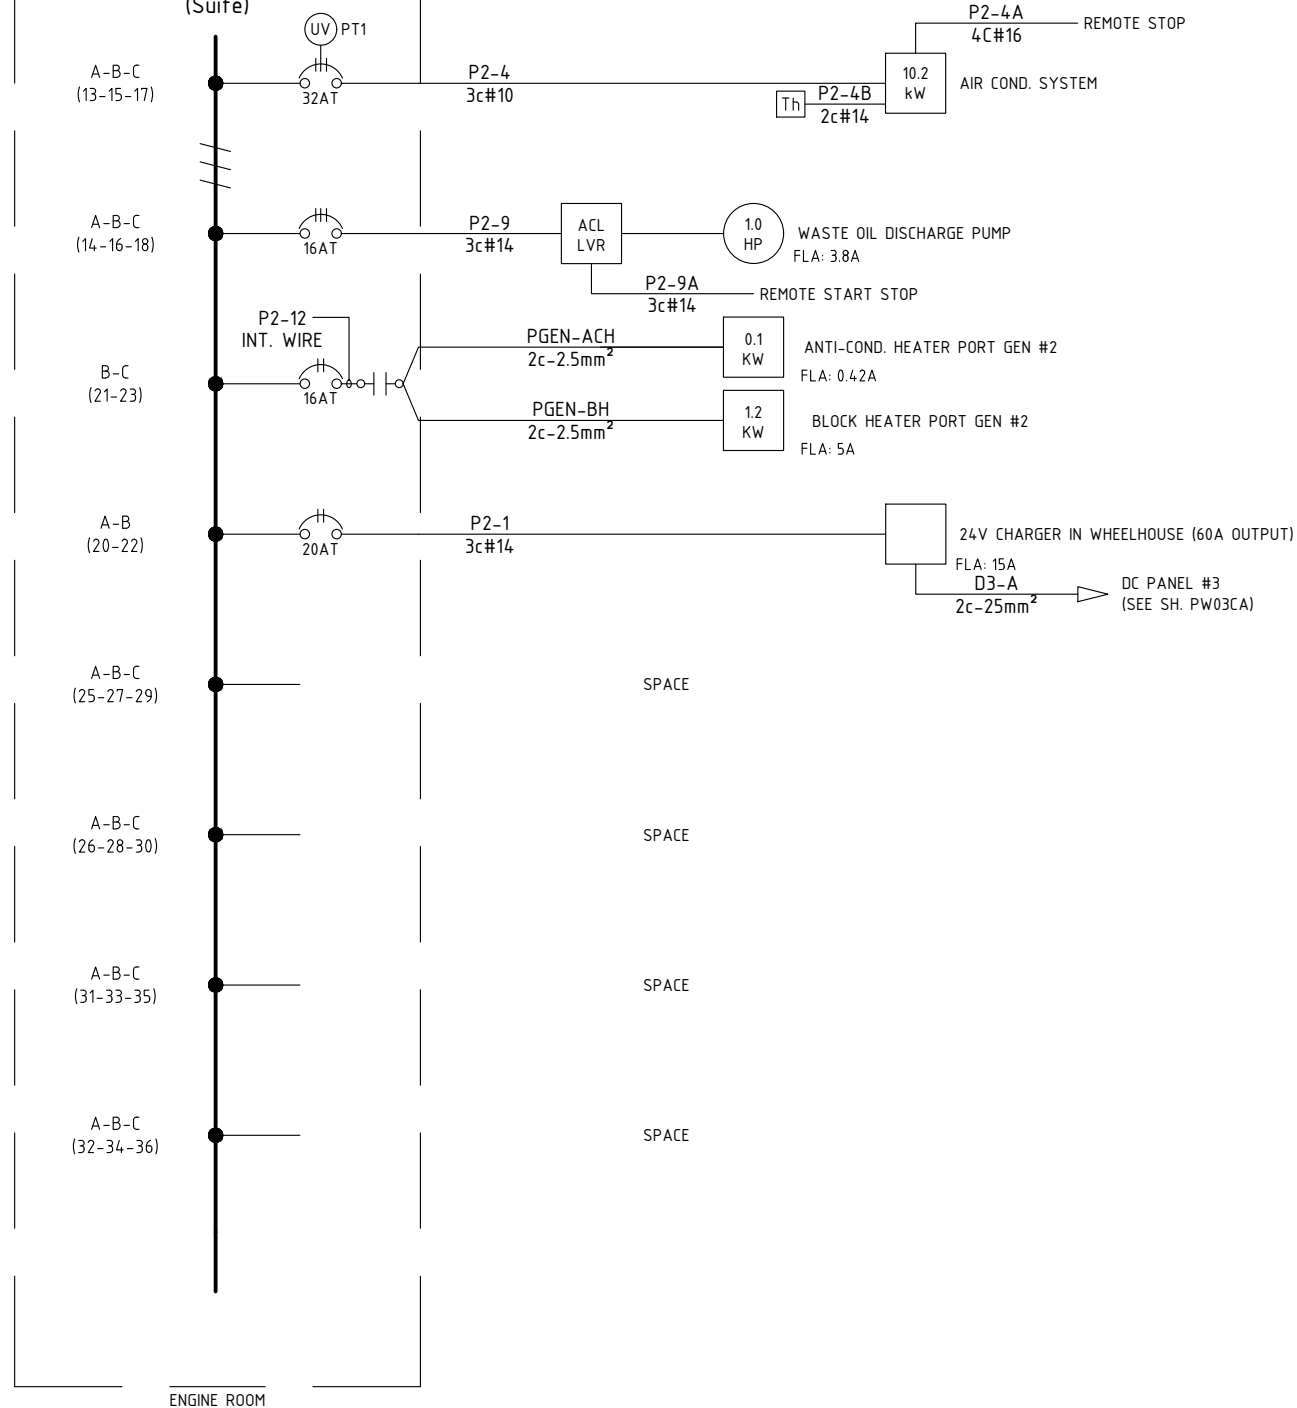 (Suite)
UV PT1
A-B-C
(13-15-17)
32AT
P2-4
3c#10
Th
P2-4B
2c#14
10.2
kW
AIR COND. SYSTEM
P2-4A
4C#16
REMOTE STOP
A-B-C
(14-16-18)
16AT
P2-9
3c#14
ACL
LVR
1.0
HP
WASTE OIL DISCHARGE PUMP
FLA: 3.8A
P2-9A
3c#14
REMOTE START STOP
P2-12
INT. WIRE
B-C
(21-23)
16AT
PGEN-ACH
2c-2.5mm²
0.1
KW
ANTI-COND. HEATER PORT GEN #2
FLA: 0.42A
PGEN-BH
2c-2.5mm²
1.2
KW
BLOCK HEATER PORT GEN #2
FLA: 5A
A-B
(20-22)
20AT
P2-1
3c#14
24V CHARGER IN WHEELHOUSE (60A OUTPUT)
FLA: 15A
D3-A
2c-25mm²
DC PANEL #3
(SEE SH. PW03CA)
A-B-C
(25-27-29)
SPACE
A-B-C
(26-28-30)
SPACE
A-B-C
(31-33-35)
SPACE
A-B-C
(32-34-36)
SPACE
ENGINE ROOM